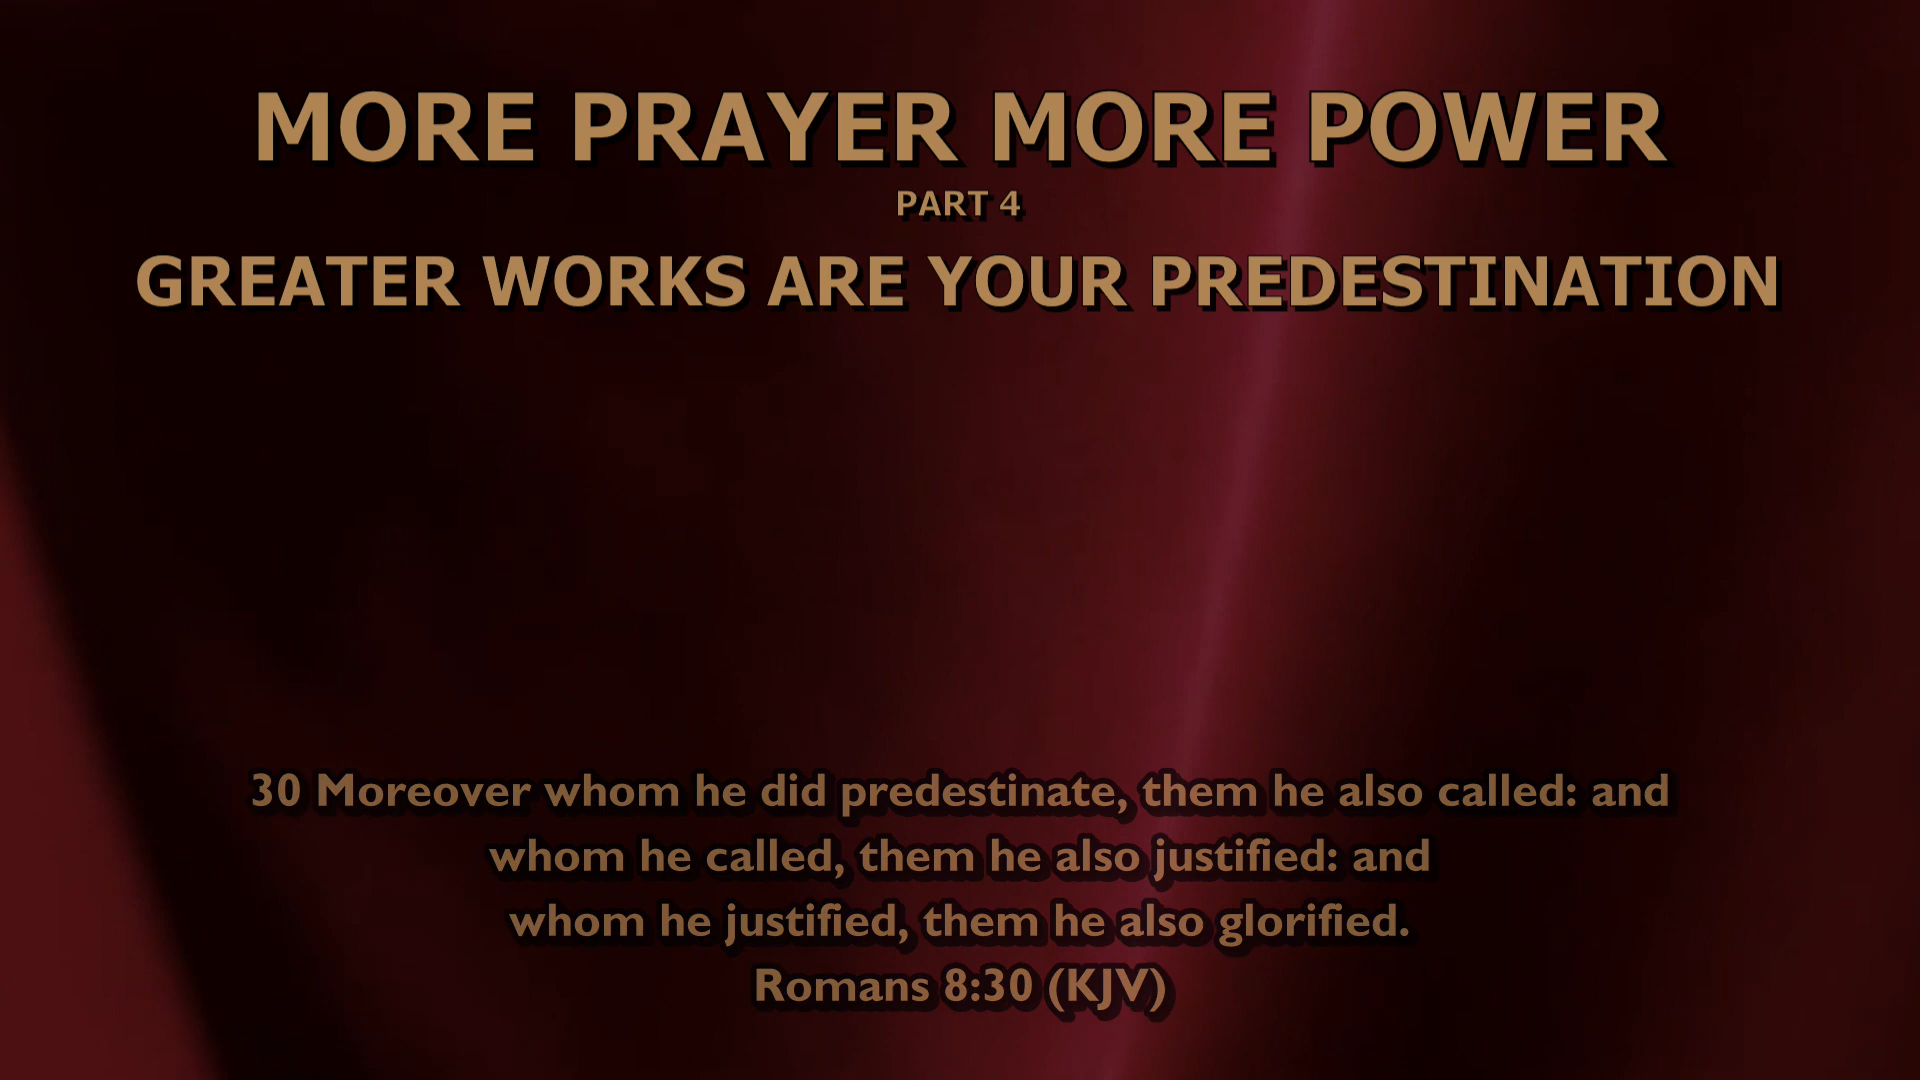 MORE PRAYER MORE POWER
PART 4
GREATER WORKS ARE YOUR PREDESTINATION
30 Moreover whom he did predestinate, them he also called: and
whom he called, them he also justified: and
whom he justified, them he also glorified.
Romans 8:30 (KJV)